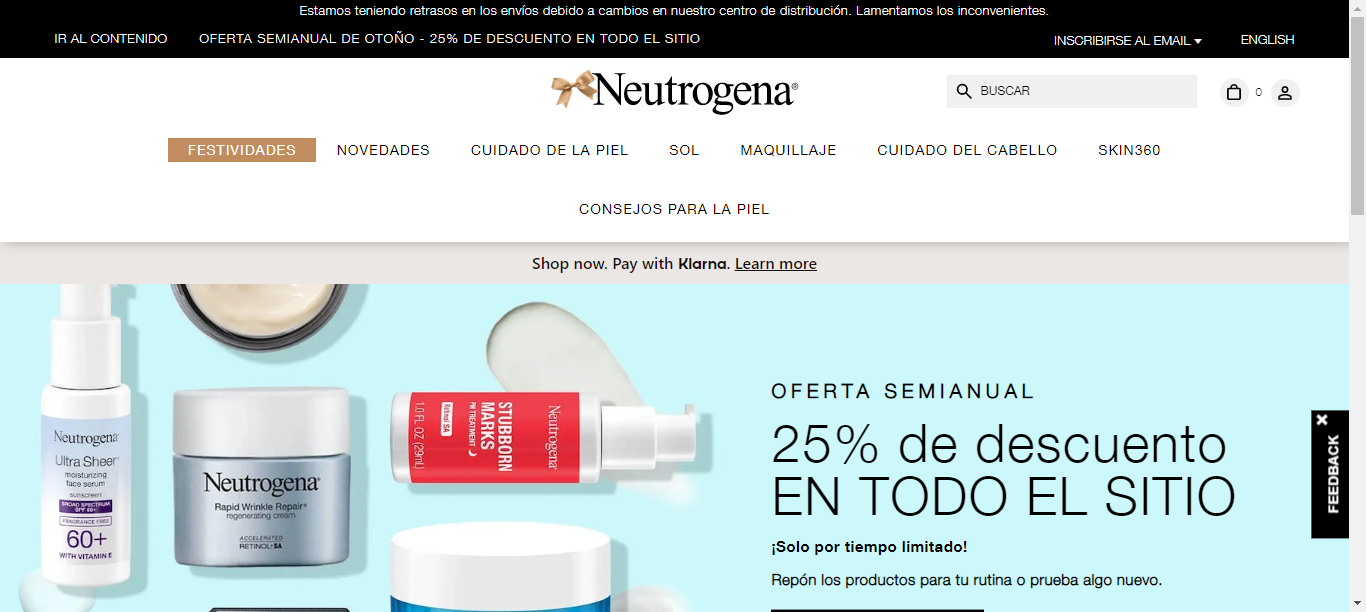 Estamos teniendo retrasos en los envíos debido a cambios en nuestro centro de distribución. Lamentamos los inconvenientes.
IR AL CONTENIDO
OFERTA SEMIANUAL DE OTOÑO - 25% DE DESCUENTO EN TODO EL SITIO
INSCRIBIRSE AL EMAIL
ENGLISH
Neutrogena®
BUSCAR
0
FESTIVIDADES
NOVEDADES
CUIDADO DE LA PIEL
SOL
MAQUILLAJE
CUIDADO DEL CABELLO
SKIN360
CONSEJOS PARA LA PIEL
Shop now. Pay with Klarna. Learn more
Neutrogena
Ultra Sheer®
moisturizing
face serum
sunscreen
BROAD SPECTRUM
SPF 60+
FRAGRANCE FREE
60+
WITH VITAMIN E
Neutrogena®
Rapid Wrinkle Repair®
regenerating cream
ACCELERATED
RETINOL•SA
Neutrogena
STUBBORN
MARKS
PM TREATMENT
Retinol SA
1.0 FL OZ (29mL)
OFERTA SEMIANUAL
25% de descuento
EN TODO EL SITIO
¡Solo por tiempo limitado!
Repón los productos para tu rutina o prueba algo nuevo.
FEEDBACK